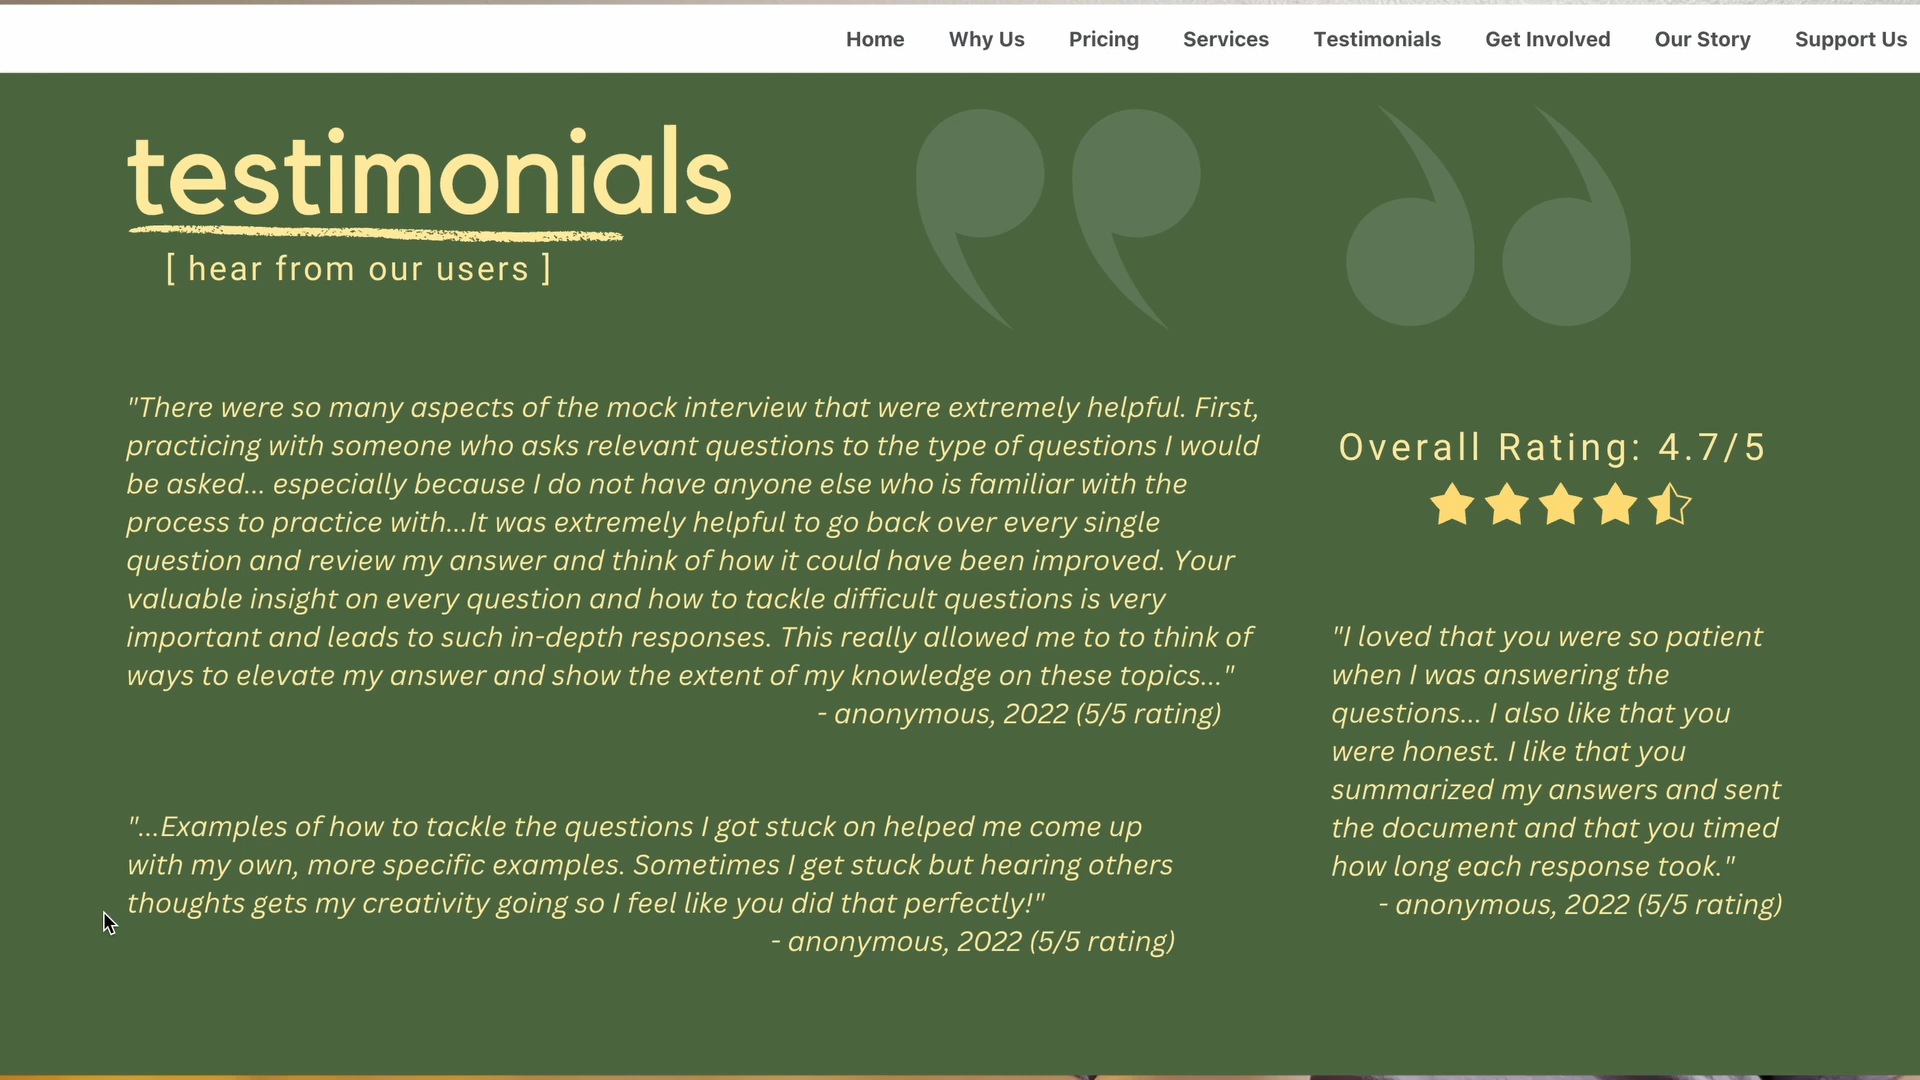 Home Why Us Pricing Services Testimonials Get Involved Our Story Support Us
testimonials
[ hear from our users ]
"There were so many aspects of the mock interview that were extremely helpful. First,
practicing with someone who asks relevant questions to the type of questions I would
be asked... especially because I do not have anyone else who is familiar with the
process to practice with...It was extremely helpful to go back over every single
question and review my answer and think of how it could have been improved. Your
valuable insight on every question and how to tackle difficult questions is very
important and leads to such in-depth responses. This really allowed me to to think of
ways to elevate my answer and show the extent of my knowledge on these topics..."
- anonymous, 2022 (5/5 rating)
"...Examples of how to tackle the questions I got stuck on helped me come up
with my own, more specific examples. Sometimes I get stuck but hearing others
thoughts gets my creativity going so I feel like you did that perfectly!"
- anonymous, 2022 (5/5 rating)
Overall Rating: 4.7/5
"I loved that you were so patient
when I was answering the
questions... I also like that you
were honest. I like that you
summarized my answers and sent
the document and that you timed
how long each response took."
- anonymous, 2022 (5/5 rating)